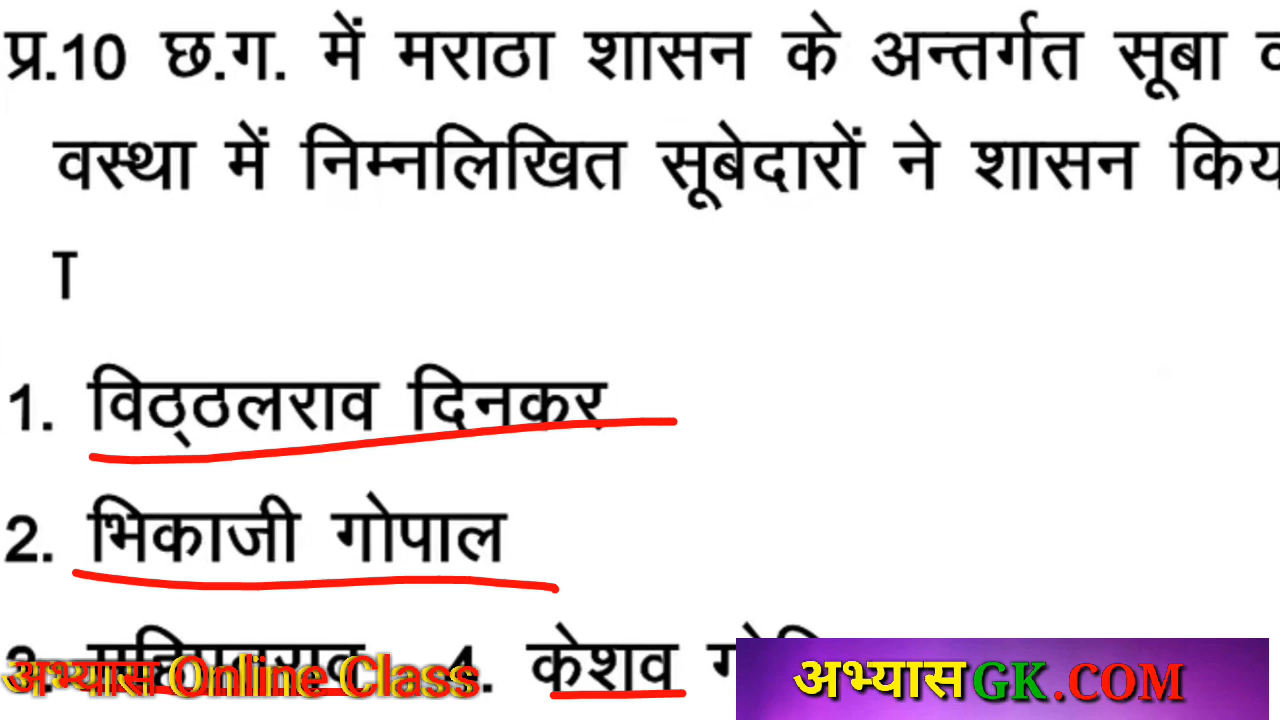 प्र.10 छ.ग. में मराठा शासन के अन्तर्गत सूबा
वस्था में निम्नलिखित सूबेदारों ने शासन किय
ा
1. विठ्ठलराव दिनकर
2. भिकाजी गोपाल
4. केशव
अभ्यास Online Class
अभ्यासGK.COM